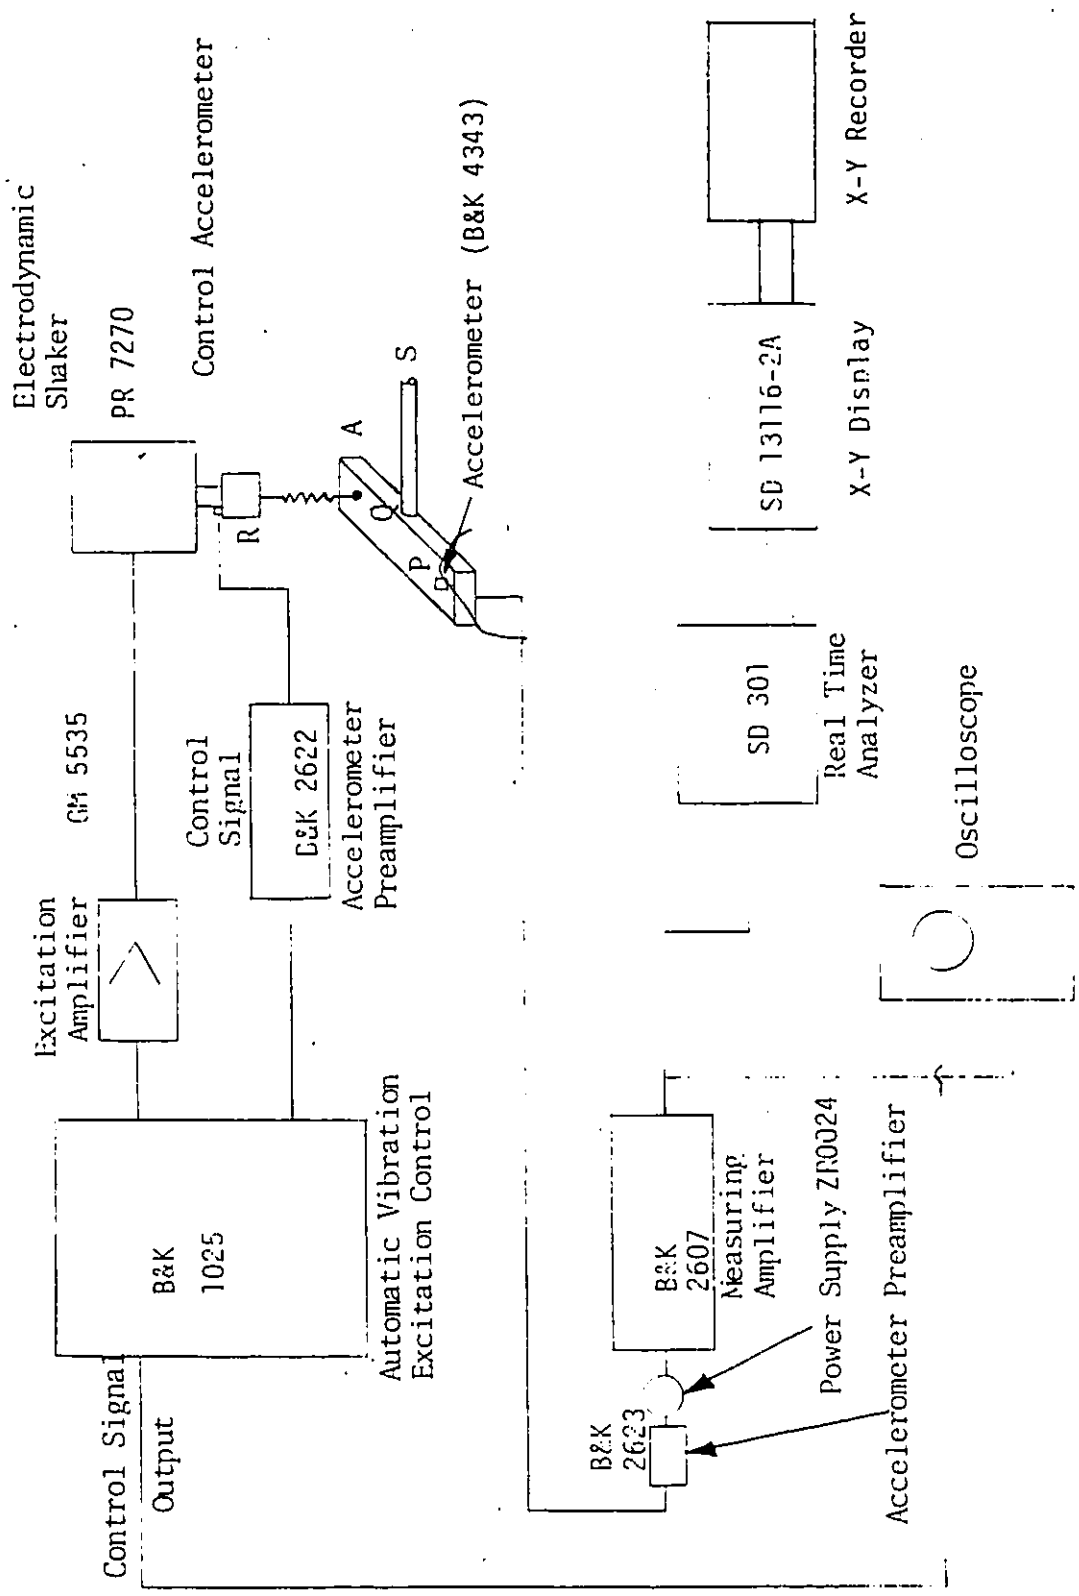 Electrodynamic
Shaker
PR 7270
Control Accelerometer
R
A
Q
P
S
Accelerometer (B&K 4343)
Excitation
Amplifier
GM 5535
Control
Signal
B&K 2622
Accelerometer
Preamplifier
Control Signal
Output
B&K
1025
Automatic Vibration
Excitation Control
B&K
2623
B&K
2607
Measuring
Amplifier
Power Supply ZR0024
Accelerometer Preamplifier
Oscilloscope
SD 301
Real Time
Analyzer
SD 13116-2A
X-Y Display
X-Y Recorder